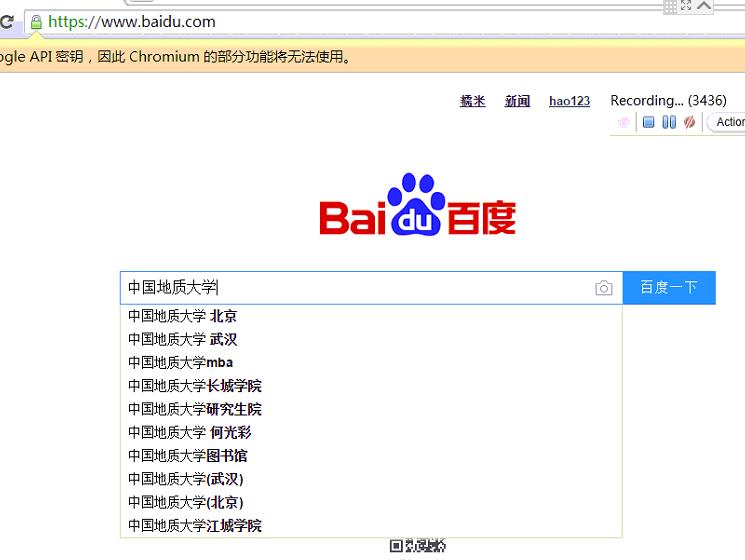 https://www.baidu.com
ogle API 密钥，因此 Chromium 的部分功能将无法使用。
糯米 新闻 hao123 Recording... (3436)
Action
Bai du 百度
中国地质大学 百度一下
中国地质大学 北京
中国地质大学 武汉
中国地质大学mba
中国地质大学长城学院
中国地质大学研究生院
中国地质大学 何光彩
中国地质大学图书馆
中国地质大学(武汉)
中国地质大学(北京)
中国地质大学江城学院